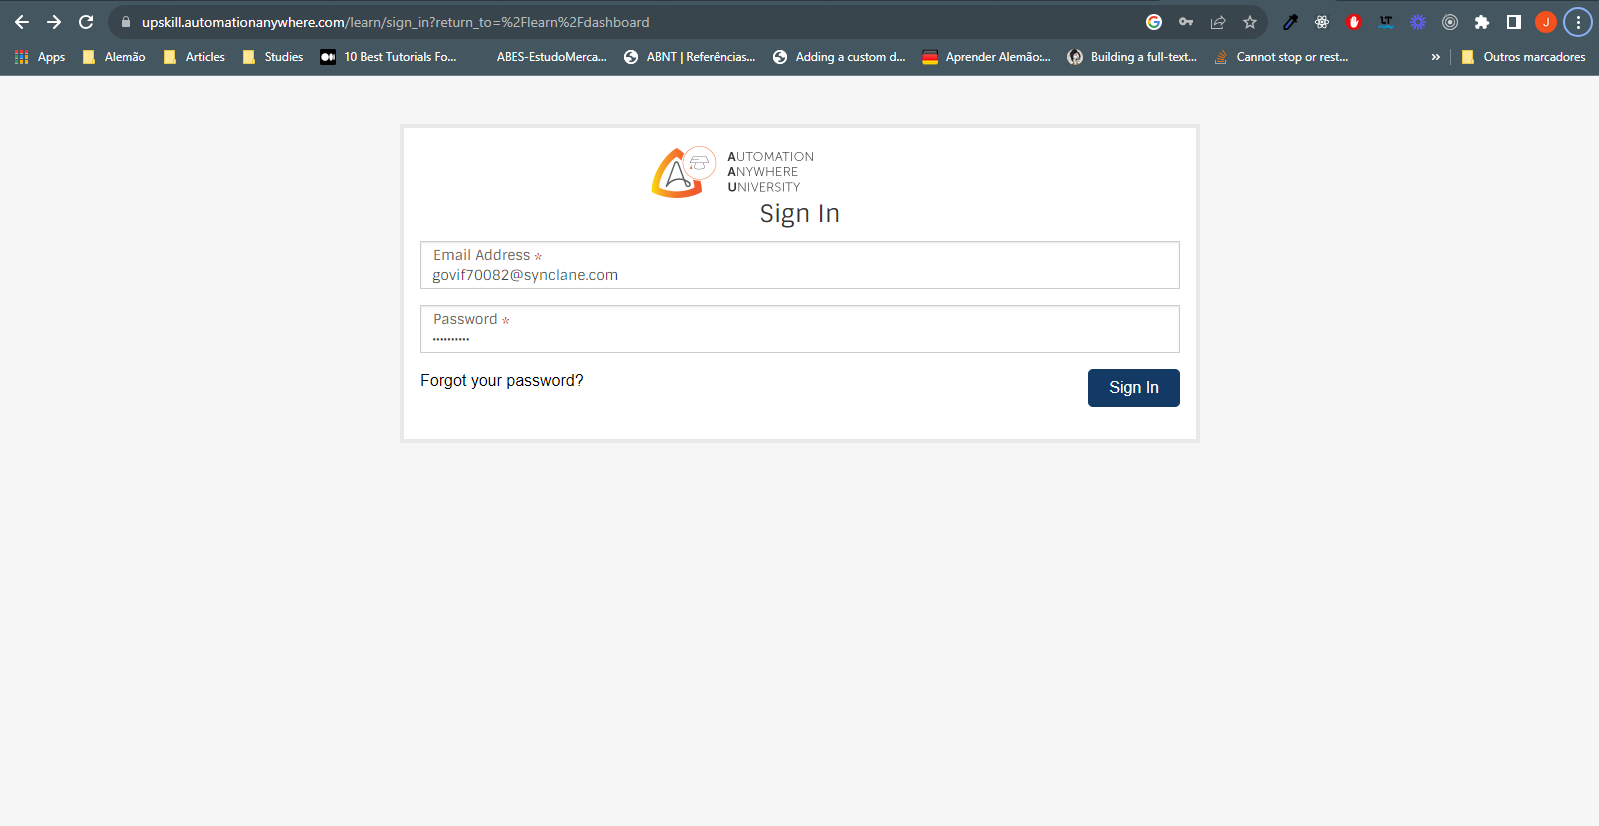 upskill.automationanywhere.com/learn/sign_in?return_to=%2Flearn%2Fdashboard
J
Apps Alemão Articles Studies 10 Best Tutorials Fo... ABES-EstudoMerca... ABNT | Referências... Adding a custom d... Aprender Alemão:... Building a full-text... Cannot stop or rest... » Outros marcadores
AUTOMATION
ANYWHERE
UNIVERSITY
Sign In
Email Address *
govif70082@synclane.com
Password *
••••••••••
Forgot your password?
Sign In